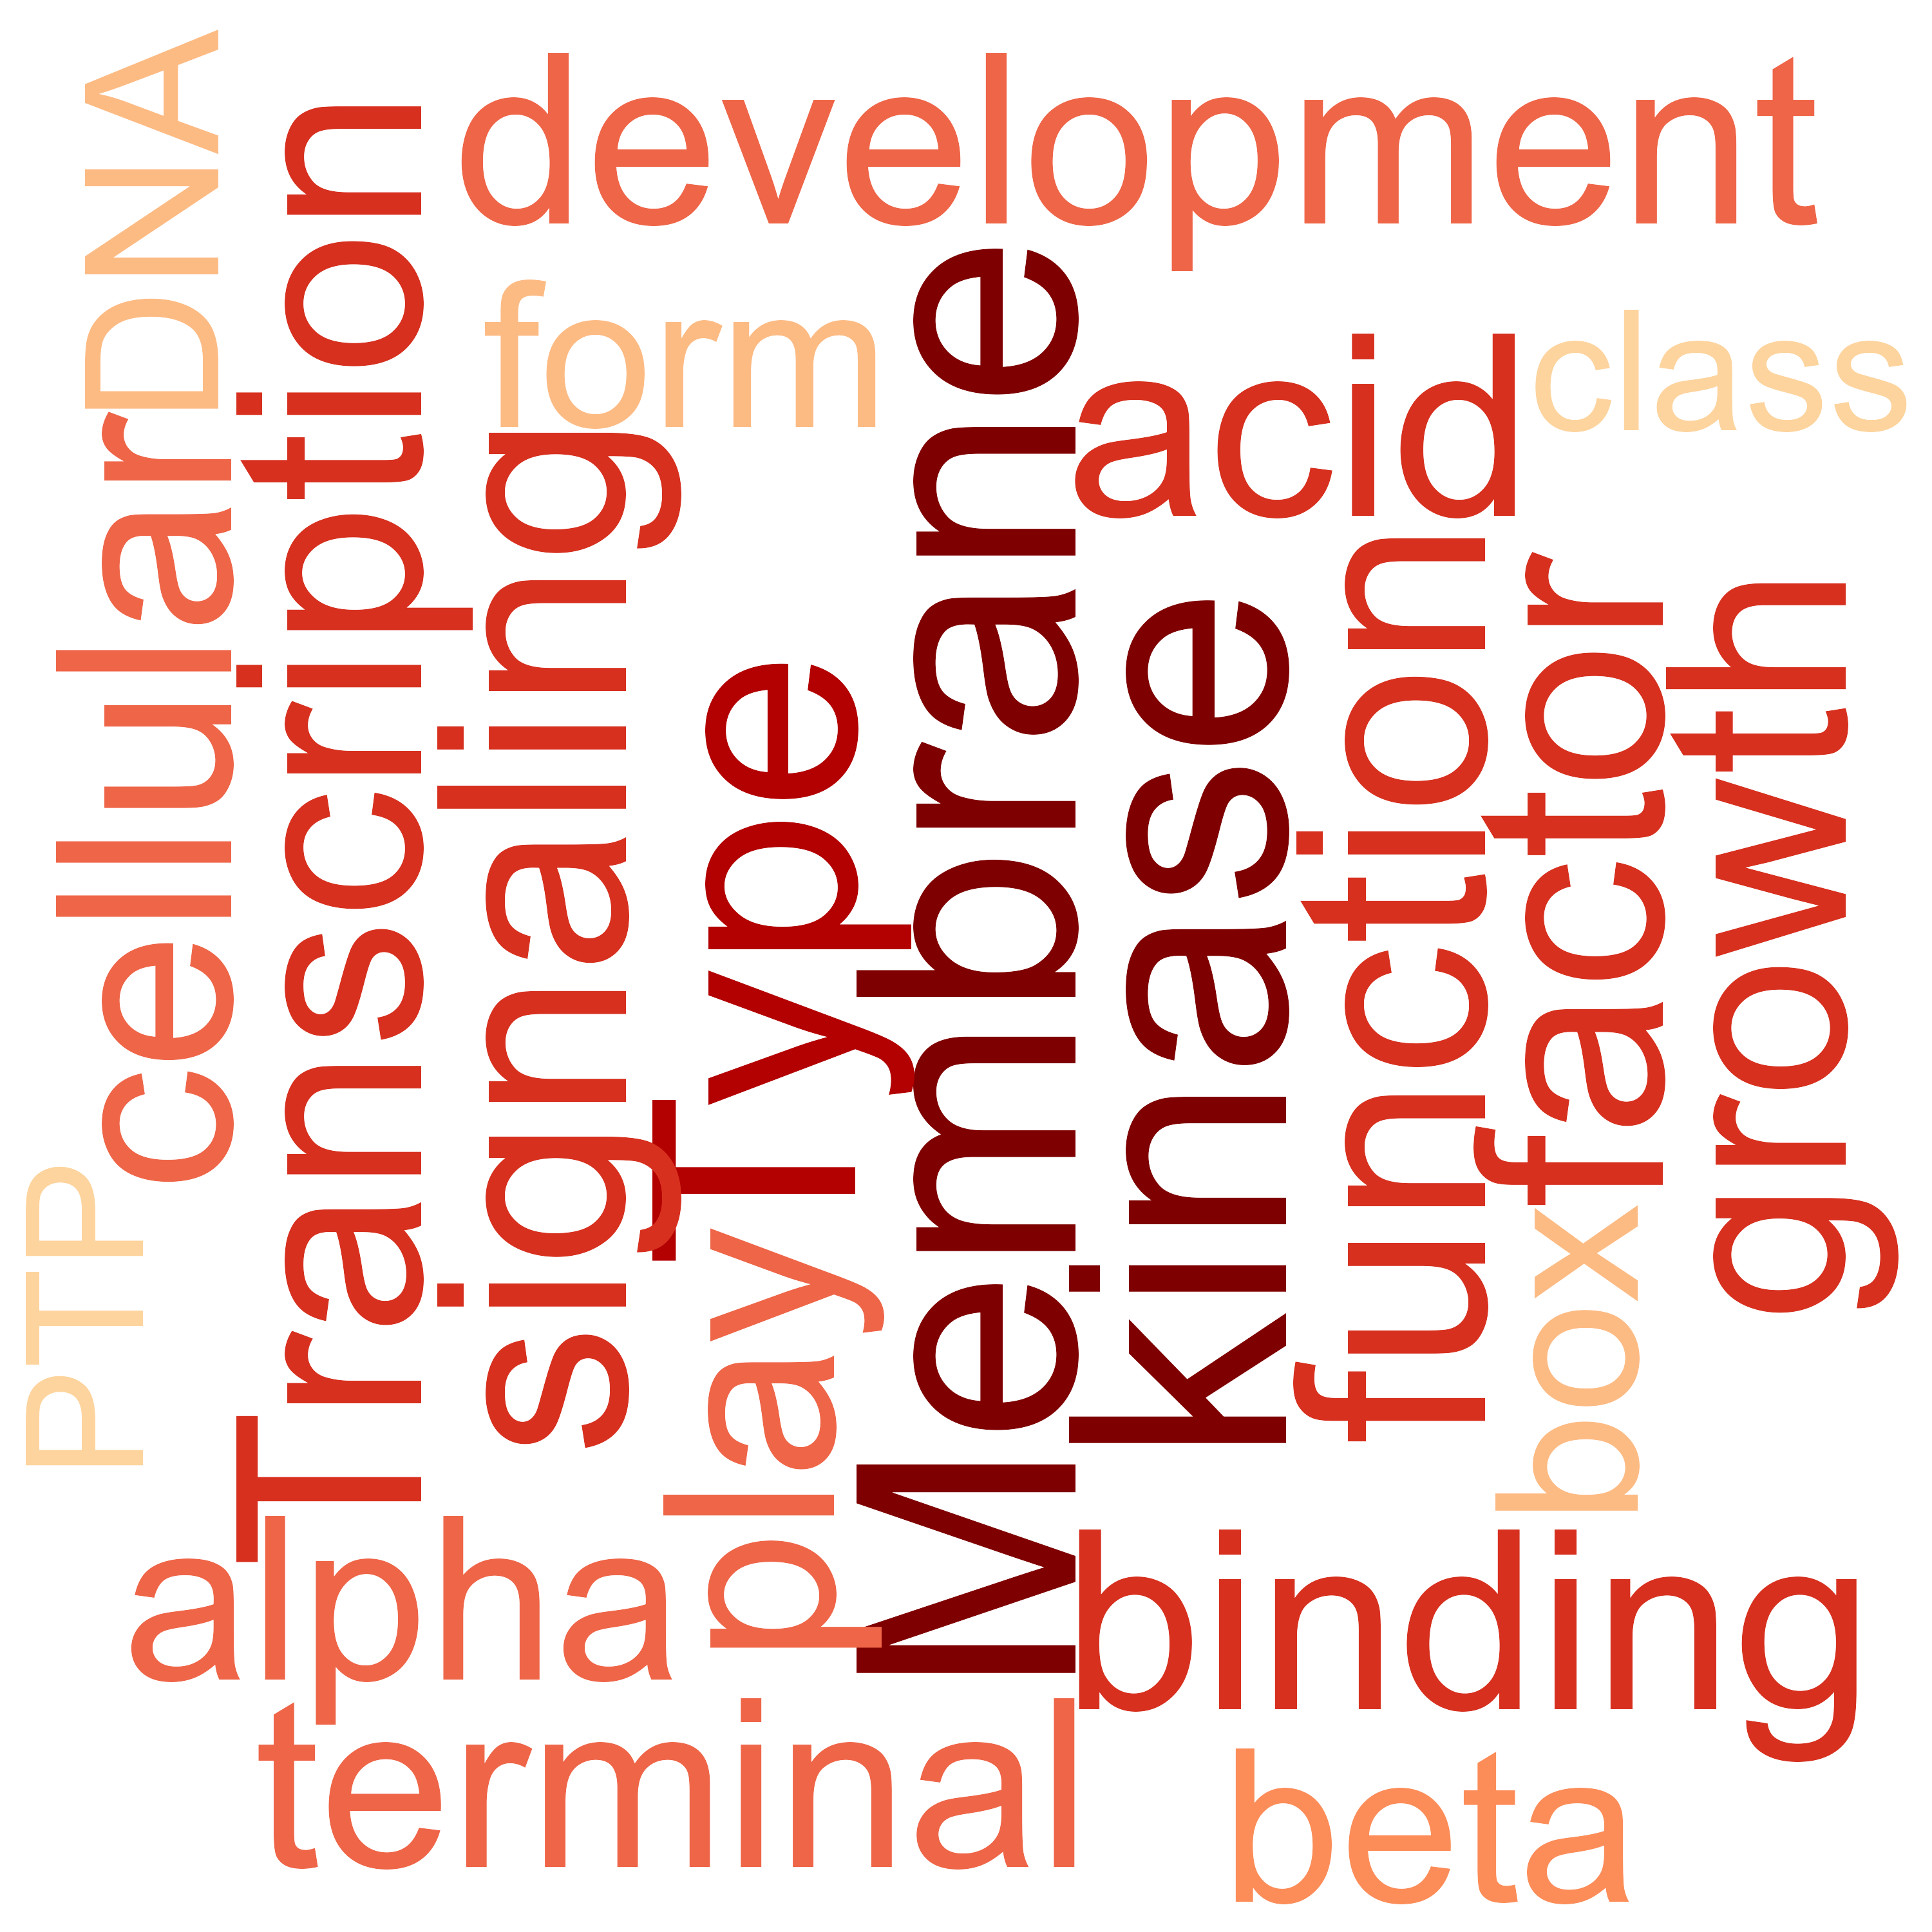 DNA
development
Transcription
form
class
acid
signaling
Membrane
cellular
type
kinase
function
factor
growth
PTP
play
box
alpha
binding
terminal
beta